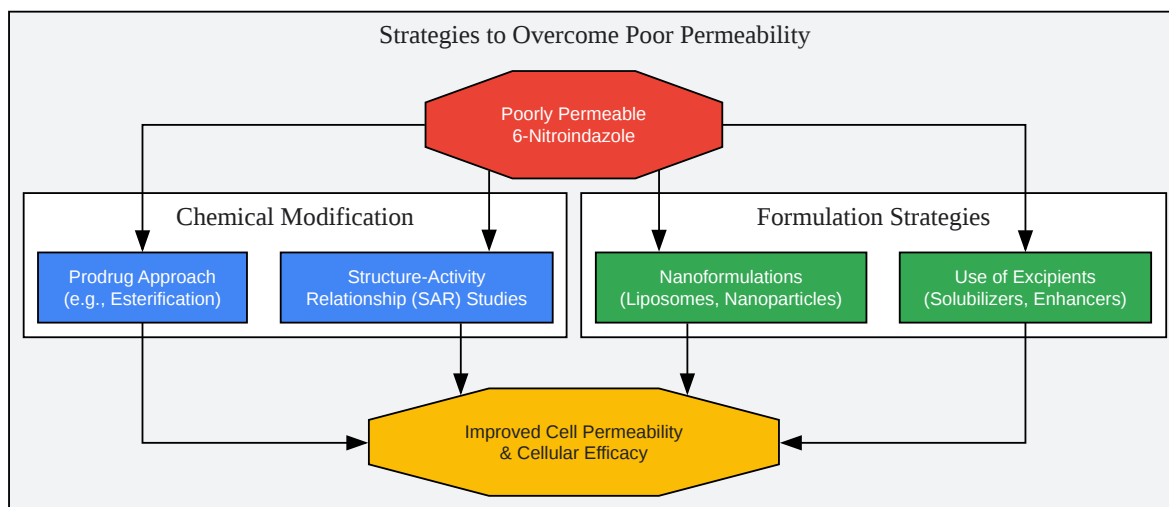 Strategies to Overcome Poor Permeability
Poorly Permeable
6-Nitroindazole
Chemical Modification
Prodrug Approach
(e.g., Esterification)
Structure-Activity
Relationship (SAR) Studies
Formulation Strategies
Nanoformulations
(Liposomes, Nanoparticles)
Use of Excipients
(Solubilizers, Enhancers)
Improved Cell Permeability
& Cellular Efficacy